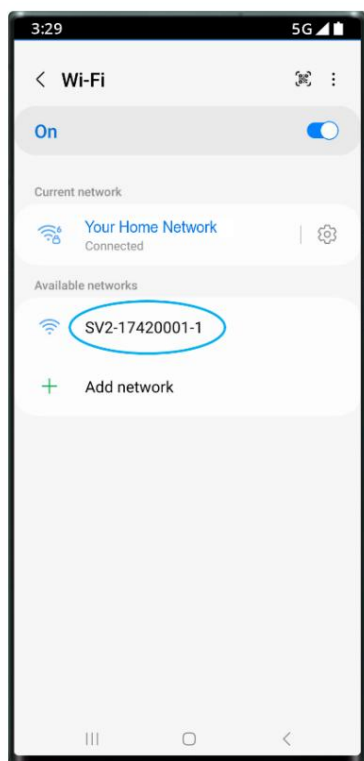 3:29 5G
Wi-Fi
On
Current network
Your Home Network
Connected
Available networks
SV2-17420001-1
Add network